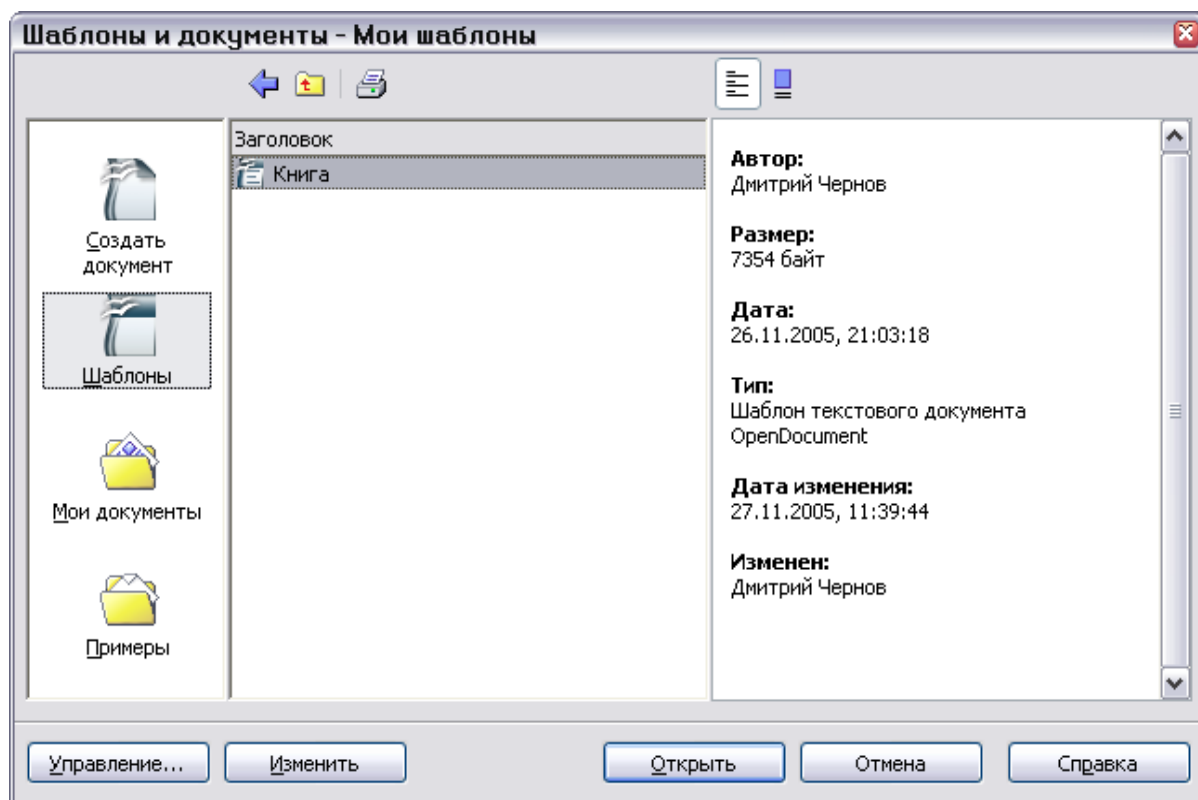 Шаблоны и документы - Мои шаблоны
Создать
документ
Шаблоны
Мои документы
Примеры
Заголовок
Книга
Автор:
Дмитрий Чернов
Размер:
7354 байт
Дата:
26.11.2005, 21:03:18
Тип:
Шаблон текстового документа
OpenDocument
Дата изменения:
27.11.2005, 11:39:44
Изменен:
Дмитрий Чернов
Управление...
Изменить
Открыть
Отмена
Справка